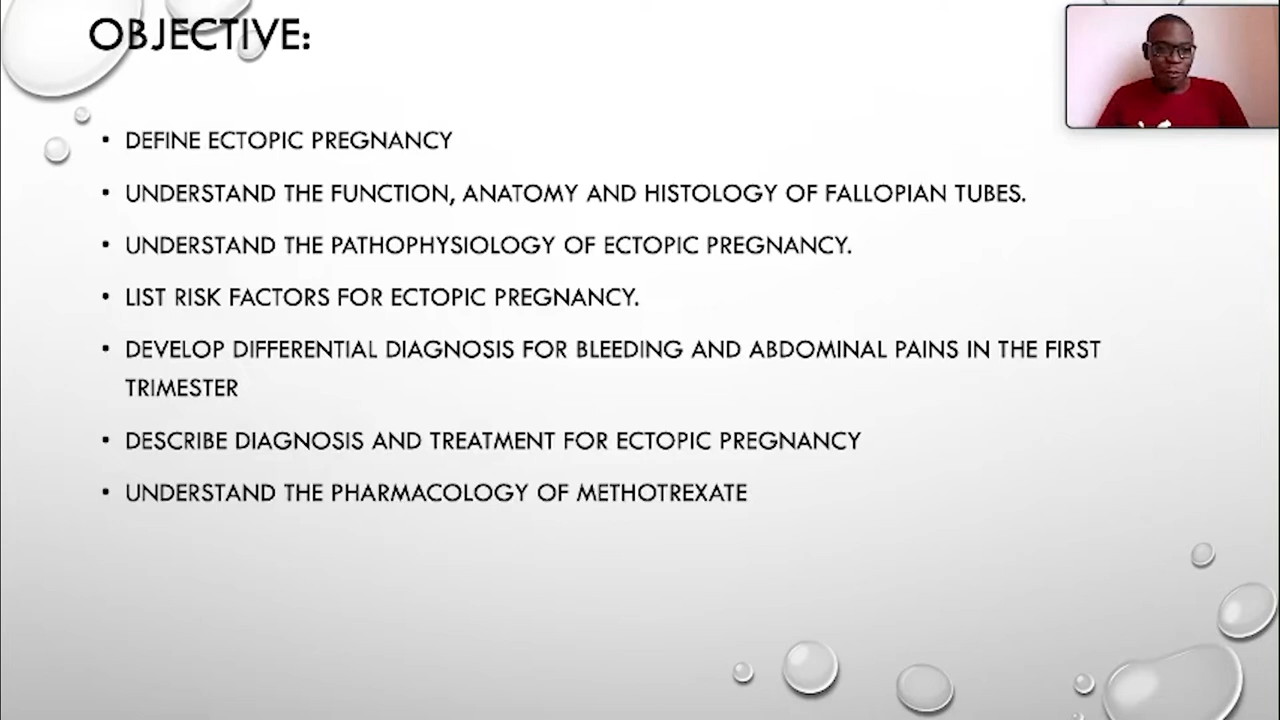 OBJECTIVE:
• DEFINE ECTOPIC PREGNANCY
• UNDERSTAND THE FUNCTION, ANATOMY AND HISTOLOGY OF FALLOPIAN TUBES.
• UNDERSTAND THE PATHOPHYSIOLOGY OF ECTOPIC PREGNANCY.
• LIST RISK FACTORS FOR ECTOPIC PREGNANCY.
• DEVELOP DIFFERENTIAL DIAGNOSIS FOR BLEEDING AND ABDOMINAL PAINS IN THE FIRST
TRIMESTER
• DESCRIBE DIAGNOSIS AND TREATMENT FOR ECTOPIC PREGNANCY
• UNDERSTAND THE PHARMACOLOGY OF METHOTREXATE